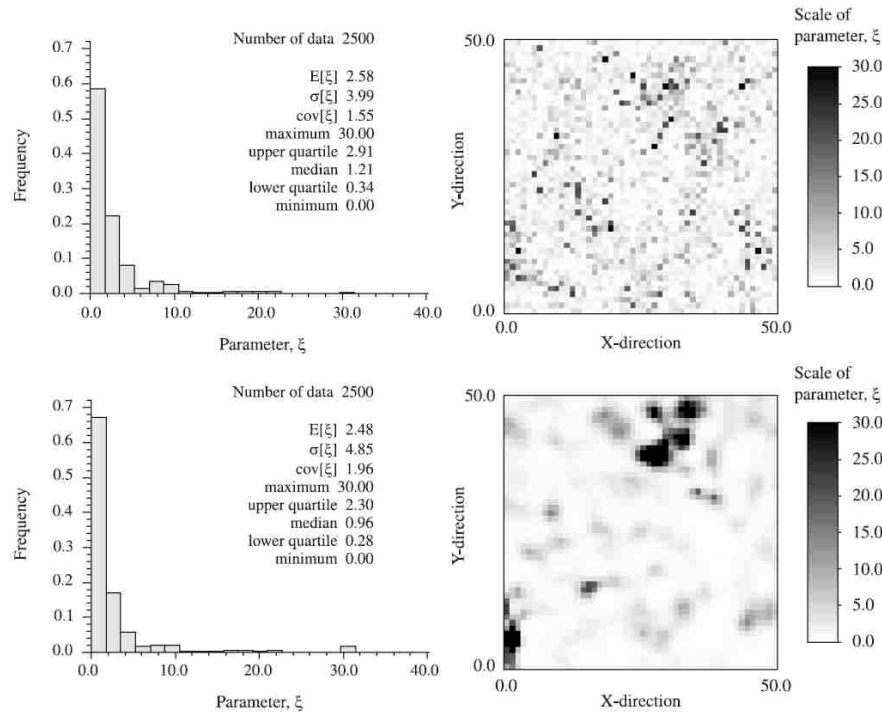 Number of data 2500
E[ξ] 2.58
σ[ξ] 3.99
cov[ξ] 1.55
maximum 30.00
upper quartile 2.91
median 1.21
lower quartile 0.34
minimum 0.00
Frequency
0.7
0.6
0.5
0.4
0.3
0.2
0.1
0.0
0.0 10.0 20.0 30.0 40.0
Parameter, ξ
50.0
Y-direction
0.0
0.0 50.0
X-direction
Scale of
parameter, ξ
30.0
25.0
20.0
15.0
10.0
5.0
0.0
Number of data 2500
E[ξ] 2.48
σ[ξ] 4.85
cov[ξ] 1.96
maximum 30.00
upper quartile 2.30
median 0.96
lower quartile 0.28
minimum 0.00
Frequency
0.7
0.6
0.5
0.4
0.3
0.2
0.1
0.0
0.0 10.0 20.0 30.0 40.0
Parameter, ξ
50.0
Y-direction
0.0
0.0 50.0
X-direction
Scale of
parameter, ξ
30.0
25.0
20.0
15.0
10.0
5.0
0.0